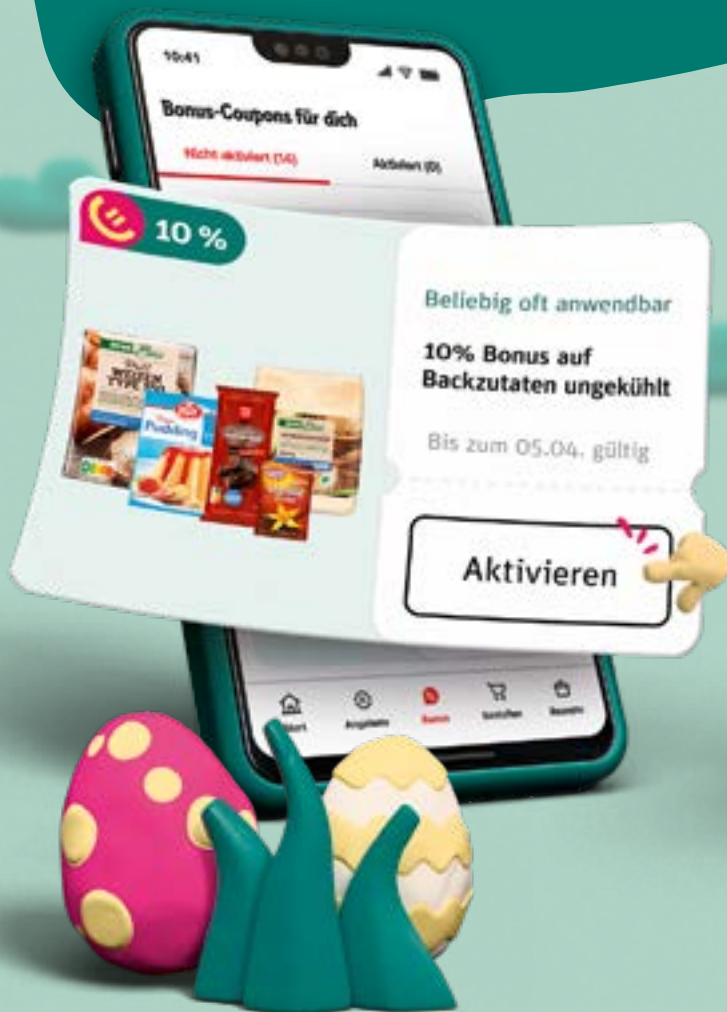 10:41
Bonus-Coupons für dich
Nicht aktiviert (14)
Aktiviert (0)
10 %
Beliebig oft anwendbar
10% Bonus auf
Backzutaten ungekühlt
Bis zum 05.04. gültig
Pudding
Aktivieren
Angebote
Bonus